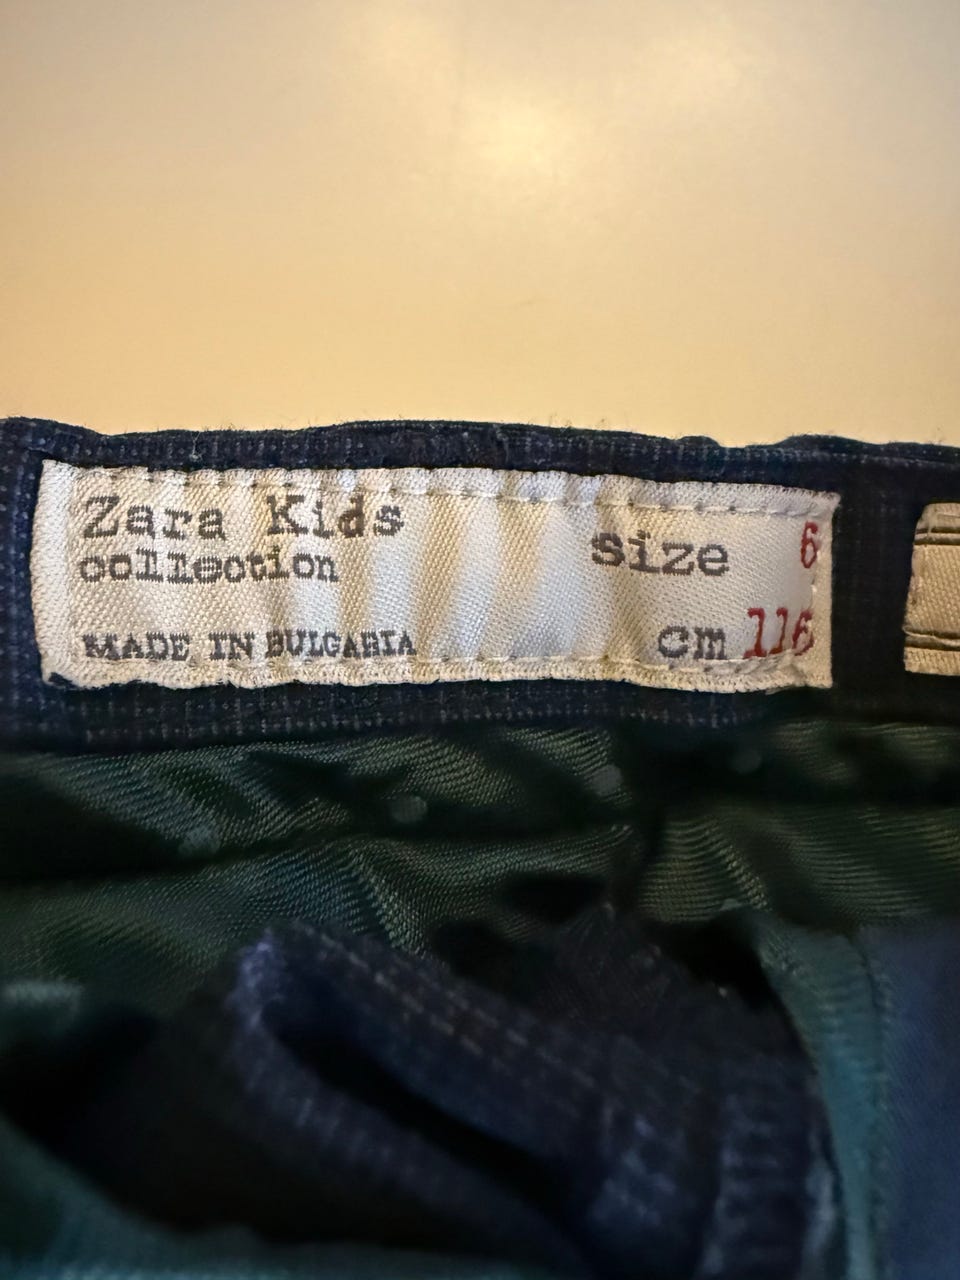 Zara Kids
collection
MADE IN BULGARIA
size 6
cm 116